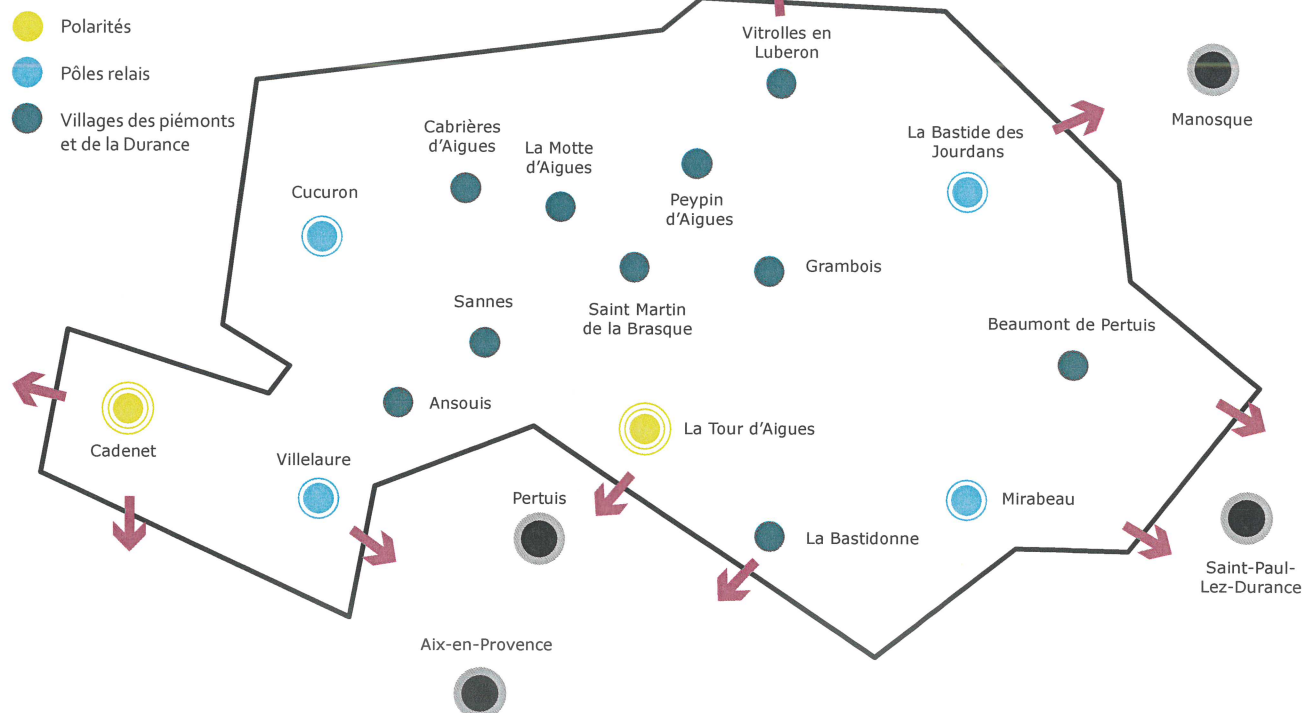 Polarités
Pôles relais
Villages des piémonts
et de la Durance
Vitrolles en
Luberon
Manosque
Cabrières
d'Aigues
La Motte
d'Aigues
La Bastide des
Jourdans
Cucuron
Peypin
d'Aigues
Grambois
Sannes
Saint Martin
de la Brasque
Beaumont de Pertuis
Ansouis
La Tour d'Aigues
Cadenet
Villelaure
Pertuis
Mirabeau
La Bastidonne
Saint-Paul-
Lez-Durance
Aix-en-Provence